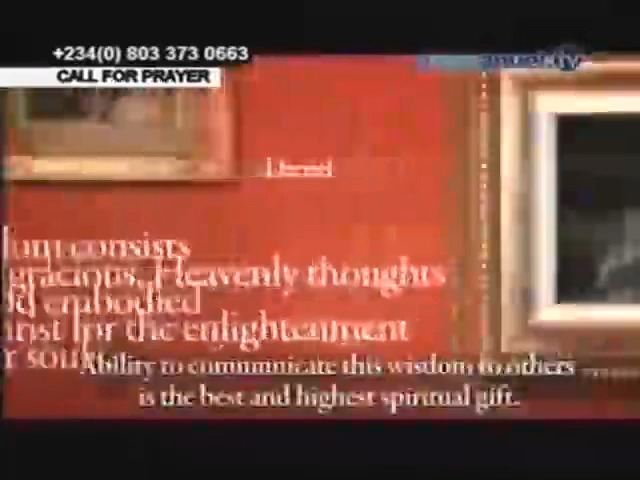 +234(0) 803 373 0663
CALL FOR PRAYER
consists
gracious, Heavenly thoughts
embodied
for the enlightenment
Ability to communicate this wisdom to others
is the best and highest spiritual gift.